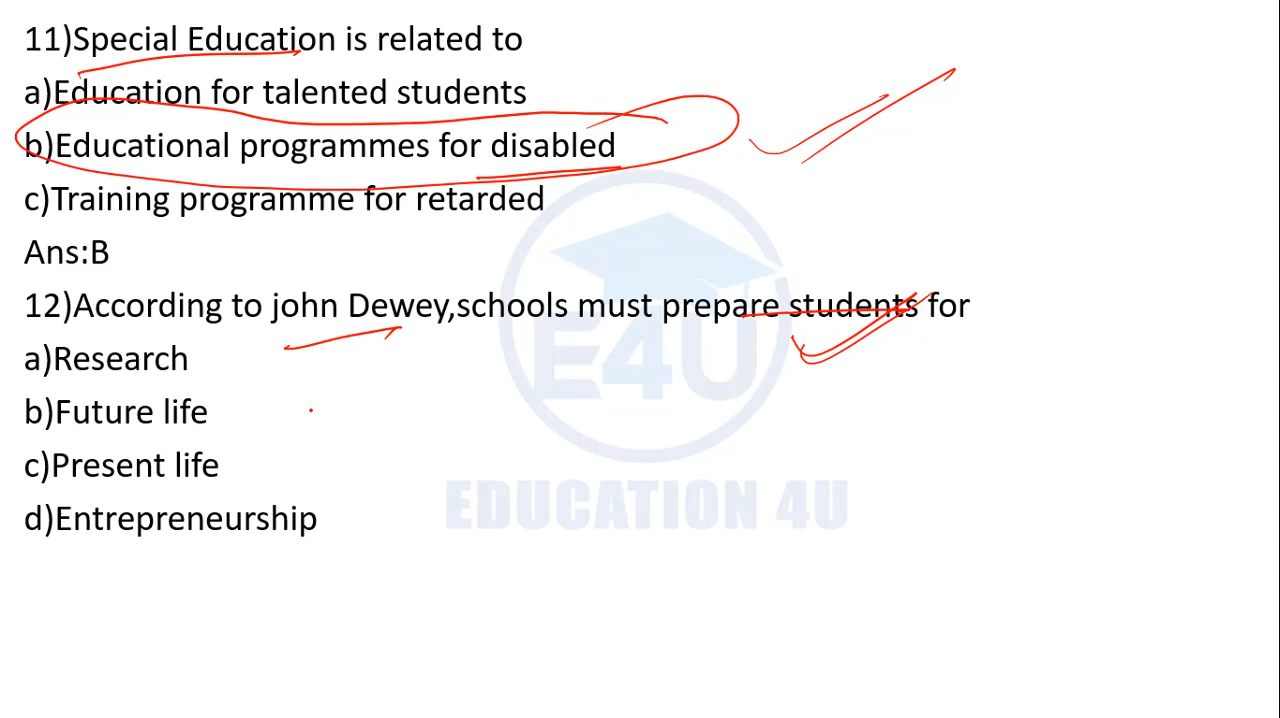 11)Special Education is related to
a)Education for talented students
b)Educational programmes for disabled
c)Training programme for retarded
Ans:B
12)According to john Dewey,schools must prepare students for
a)Research
b)Future life
c)Present life
d)Entrepreneurship
E4U
EDUCATION 4U